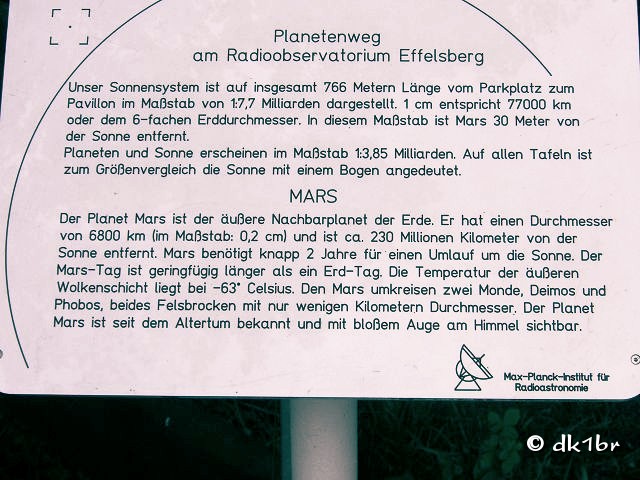 Planetenweg
am Radioobservatorium Effelsberg
Unser Sonnensystem ist auf insgesamt 766 Metern Länge vom Parkplatz zum
Pavillon im Maßstab von 1:7,7 Milliarden dargestellt. 1 cm entspricht 77000 km
oder dem 6-fachen Erddurchmesser. In diesem Maßstab ist Mars 30 Meter von
der Sonne entfernt.
Planeten und Sonne erscheinen im Maßstab 1:3,85 Milliarden. Auf allen Tafeln ist
zum Größenvergleich die Sonne mit einem Bogen angedeutet.
MARS
Der Planet Mars ist der äußere Nachbarplanet der Erde. Er hat einen Durchmesser
von 6800 km (im Maßstab: 0,2 cm) und ist ca. 230 Millionen Kilometer von der
Sonne entfernt. Mars benötigt knapp 2 Jahre für einen Umlauf um die Sonne. Der
Mars-Tag ist geringfügig länger als ein Erd-Tag. Die Temperatur der äußeren
Wolkenschicht liegt bei -63° Celsius. Den Mars umkreisen zwei Monde, Deimos und
Phobos, beides Felsbrocken mit nur wenigen Kilometern Durchmesser. Der Planet
Mars ist seit dem Altertum bekannt und mit bloßem Auge am Himmel sichtbar.
Max-Planck-Institut für
Radioastronomie
© dk1br